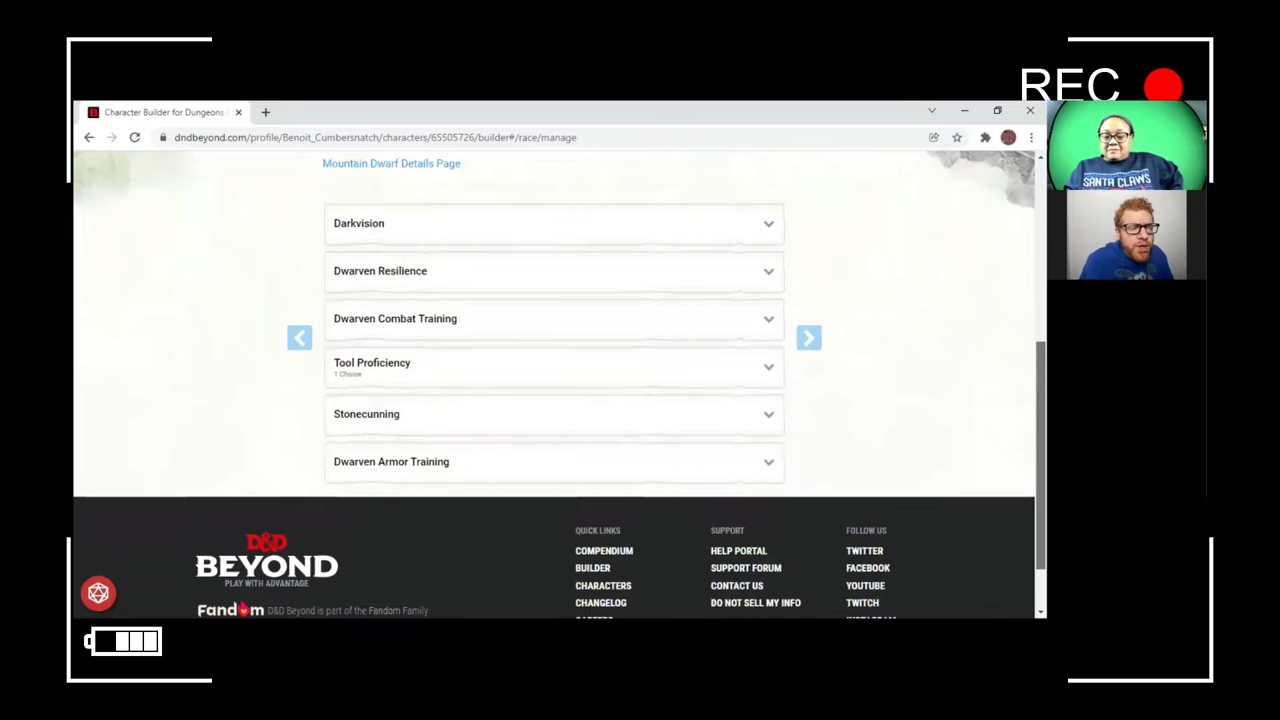 REC
Character Builder for Dungeons
dndbeyond.com/profile/Benoit_Cumbersnatch/characters/65505726/builder#/race/manage
SANTA CLAWS
Mountain Dwarf Details Page
Darkvision
Dwarven Resilience
Dwarven Combat Training
Tool Proficiency
1 Choice
Stonecunning
Dwarven Armor Training
D&D
BEYOND
PLAY WITH ADVANTAGE
Fandom D&D Beyond is part of the Fandom Family
QUICK LINKS
COMPENDIUM
BUILDER
CHARACTERS
CHANGELOG
SUPPORT
HELP PORTAL
SUPPORT FORUM
CONTACT US
DO NOT SELL MY INFO
FOLLOW US
TWITTER
FACEBOOK
YOUTUBE
TWITCH